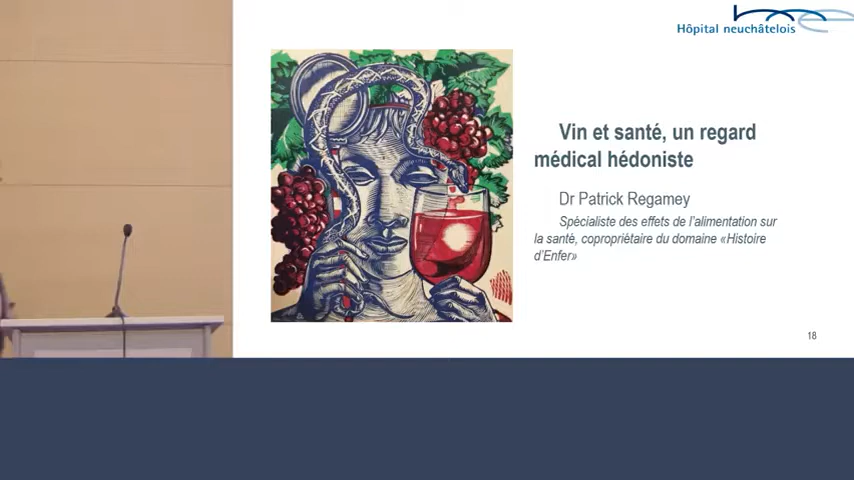 Hôpital neuchâtelois
Vin et santé, un regard
médical hédoniste
Dr Patrick Regamey
Spécialiste des effets de l'alimentation sur
la santé, copropriétaire du domaine «Histoire
d'Enfer»
18